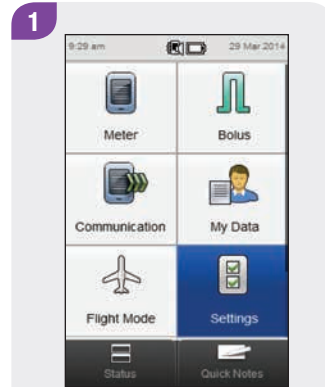 1
9:29 am 29 Mar 2014
Meter Bolus
Communication My Data
Flight Mode Settings
Status Quick Notes